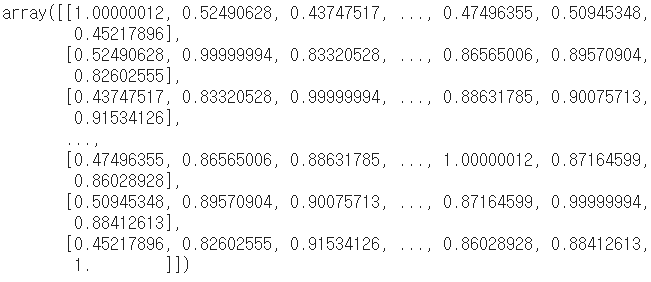 array([[1.00000012, 0.52490628, 0.43747517, ..., 0.47496355, 0.50945348,
        0.45217896],
       [0.52490628, 0.99999994, 0.83320528, ..., 0.86565006, 0.89570904,
        0.82602555],
       [0.43747517, 0.83320528, 0.99999994, ..., 0.88631785, 0.90075713,
        0.91534126],
       ...,
       [0.47496355, 0.86565006, 0.88631785, ..., 1.00000012, 0.87164599,
        0.86028928],
       [0.50945348, 0.89570904, 0.90075713, ..., 0.87164599, 0.99999994,
        0.88412613],
       [0.45217896, 0.82602555, 0.91534126, ..., 0.86028928, 0.88412613,
        1.        ]])